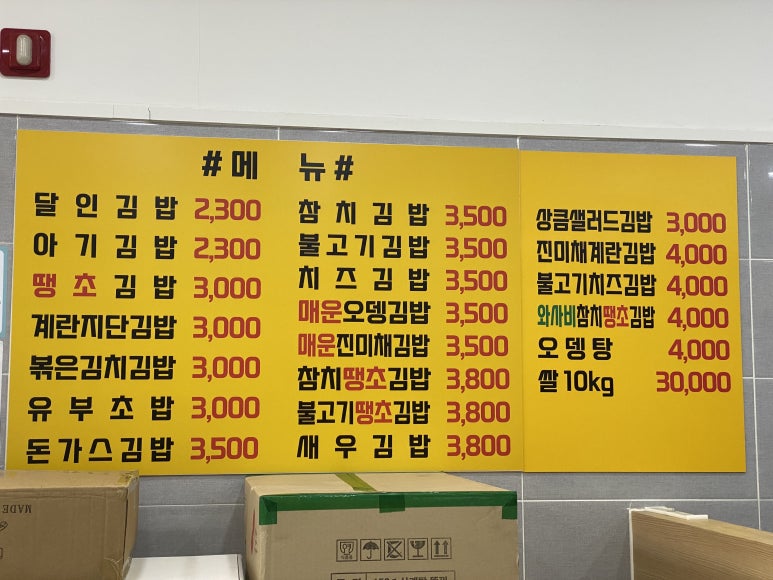 #메 뉴#
달인김밥 2,300
아기김밥 2,300
땡초김밥 3,000
계란지단김밥 3,000
볶은김치김밥 3,000
유부초밥 3,000
돈가스김밥 3,500
참치김밥 3,500
불고기김밥 3,500
치즈김밥 3,500
매운오뎅김밥 3,500
매운진미채김밥 3,500
참치땡초김밥 3,800
불고기땡초김밥 3,800
새우김밥 3,800
상큼샐러드김밥 3,000
진미채계란김밥 4,000
불고기치즈김밥 4,000
와사비참치땡초김밥 4,000
오뎅탕 4,000
쌀10kg 30,000
MADE